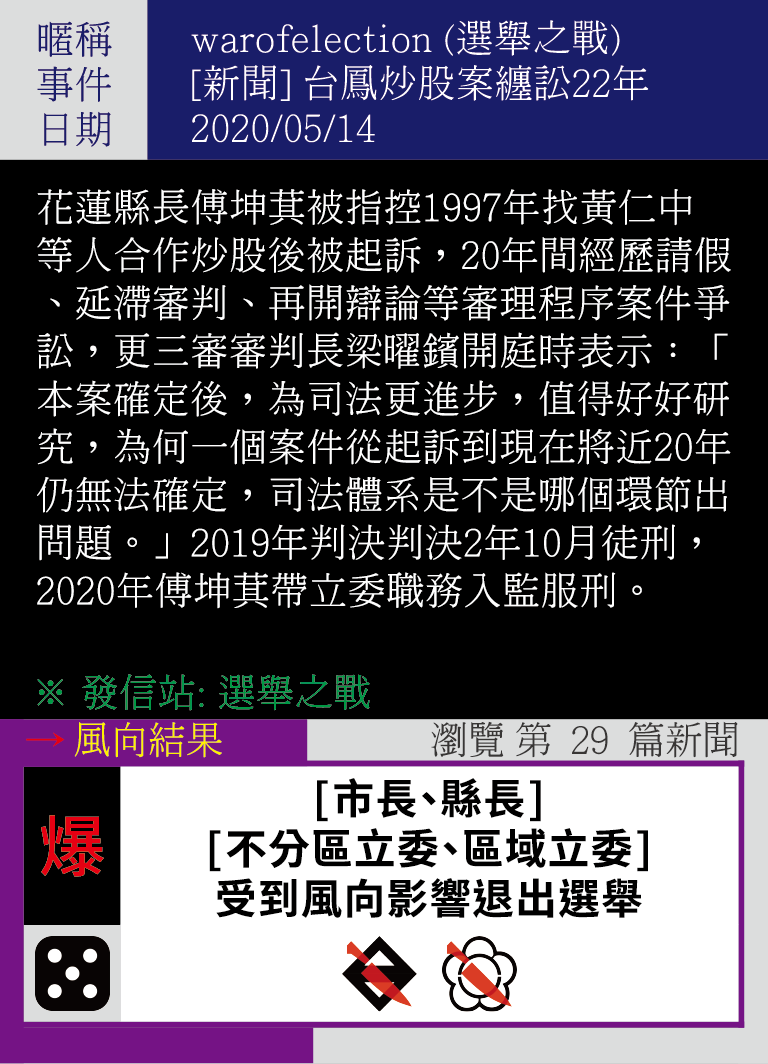 暱稱 warofelection (選舉之戰)
事件 [新聞] 台鳳炒股案纏訟22年
日期 2020/05/14
花蓮縣長傅坤萁被指控1997年找黃仁中
等人合作炒股後被起訴，20年間經歷請假
、延滯審判、再開辯論等審理程序案件爭
訟，更三審審判長梁曜鑌開庭時表示：「
本案確定後，為司法更進步，值得好好研
究，為何一個案件從起訴到現在將近20年
仍無法確定，司法體系是不是哪個環節出
問題。」2019年判決判決2年10月徒刑，
2020年傅坤萁帶立委職務入監服刑。
※ 發信站: 選舉之戰
→ 風向結果
瀏覽 第 29 篇新聞
爆
[市長、縣長]
[不分區立委、區域立委]
受到風向影響退出選舉